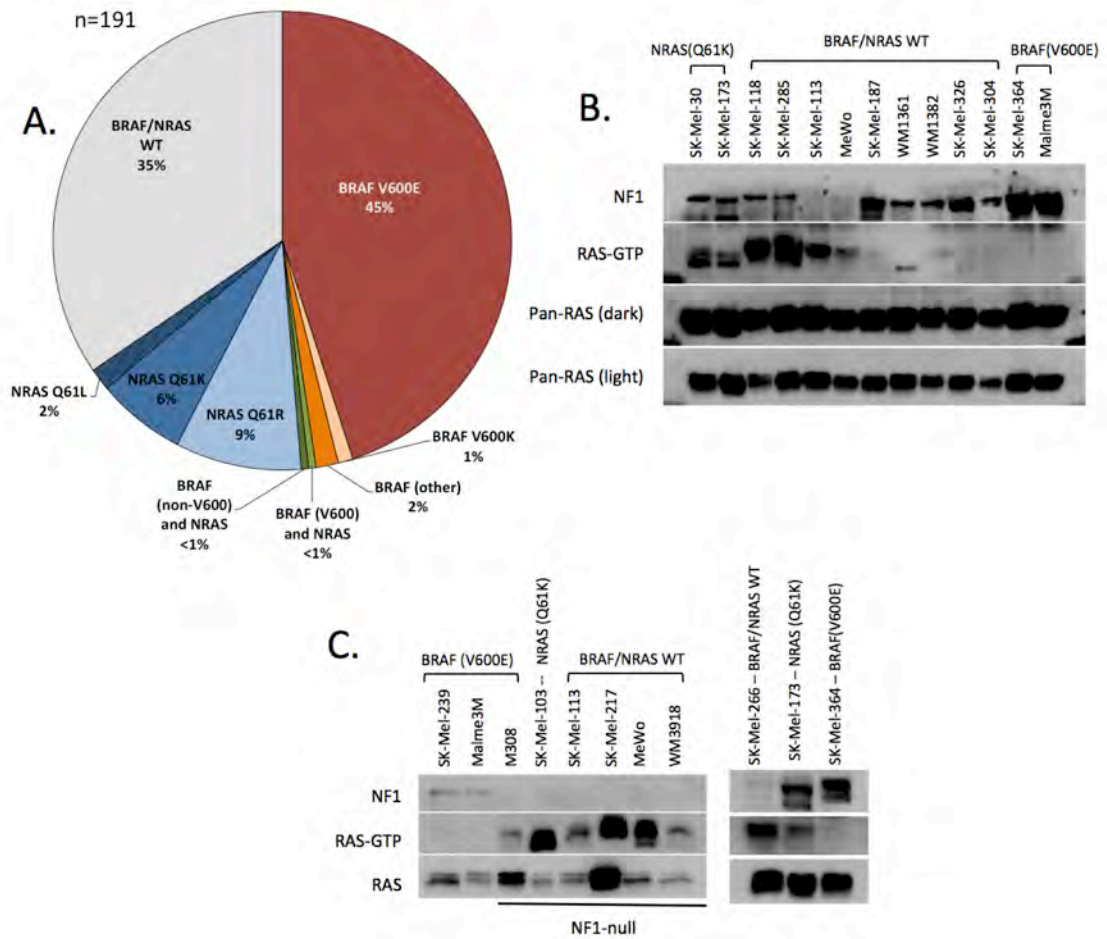 n=191
A.
BRAF/NRAS
WT
35%
BRAF V600E
45%
NRAS Q61L
2%
NRAS Q61K
6%
NRAS Q61R
9%
BRAF
(non-V600)
and NRAS
<1%
BRAF (V600)
and NRAS
<1%
BRAF (other)
2%
BRAF V600K
1%
B.
NRAS(Q61K)
BRAF/NRAS WT
BRAF(V600E)
SK-Mel-30
SK-Mel-173
SK-Mel-118
SK-Mel-285
SK-Mel-113
MeWo
SK-Mel-187
WM1361
WM1382
SK-Mel-326
SK-Mel-304
SK-Mel-364
Malme3M
NF1
RAS-GTP
Pan-RAS (dark)
Pan-RAS (light)
C.
BRAF (V600E)
BRAF/NRAS WT
SK-Mel-239
Malme3M
M308
SK-Mel-103 -- NRAS (Q61K)
SK-Mel-113
SK-Mel-217
MeWo
WM3918
SK-Mel-266 – BRAF/NRAS WT
SK-Mel-173 – NRAS (Q61K)
SK-Mel-364 – BRAF(V600E)
NF1
RAS-GTP
RAS
NF1-null